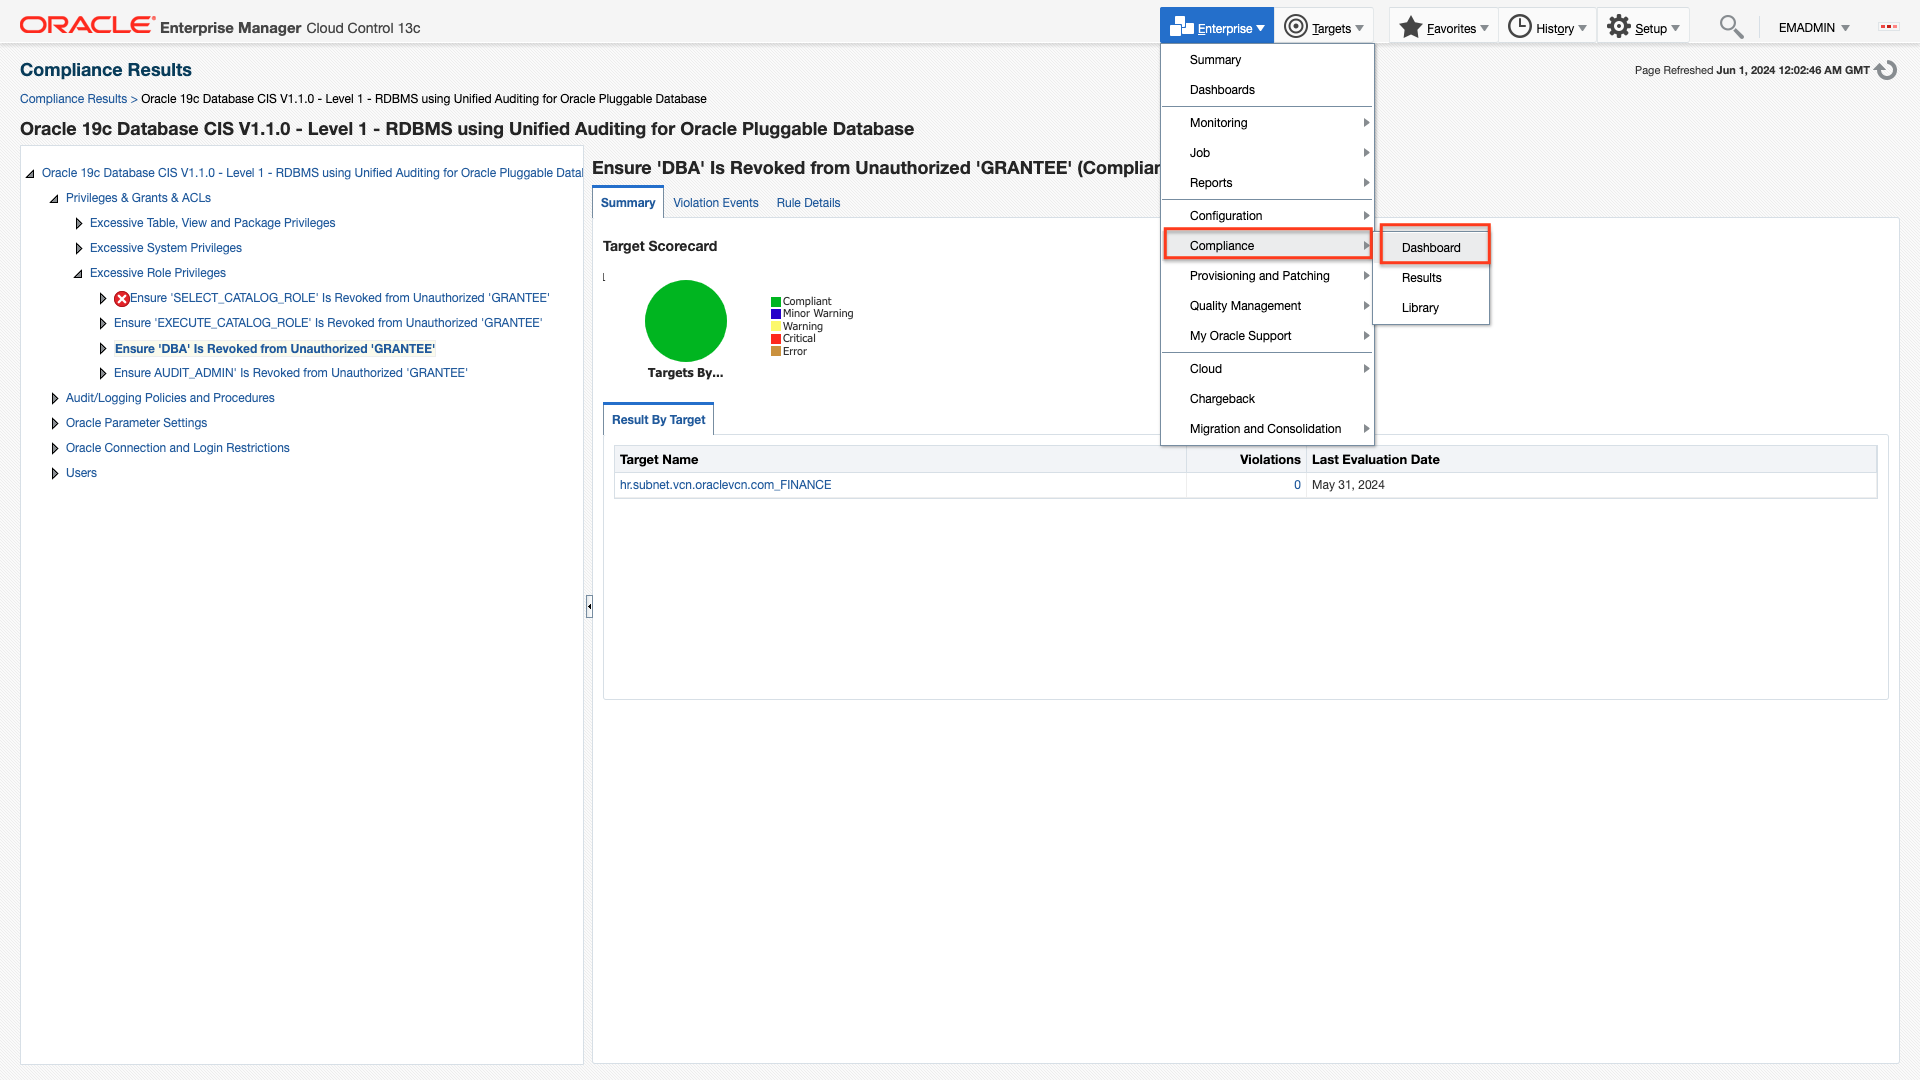 ORACLE Enterprise Manager Cloud Control 13c
Enterprise
Targets
Favorites
History
Setup
EMADMIN
Compliance Results
Page Refreshed Jun 1, 2024 12:02:46 AM GMT
Compliance Results > Oracle 19c Database CIS V1.1.0 - Level 1 - RDBMS using Unified Auditing for Oracle Pluggable Database
Oracle 19c Database CIS V1.1.0 - Level 1 - RDBMS using Unified Auditing for Oracle Pluggable Database
Oracle 19c Database CIS V1.1.0 - Level 1 - RDBMS using Unified Auditing for Oracle Pluggable Datal
Privileges & Grants & ACLs
Excessive Table, View and Package Privileges
Excessive System Privileges
Excessive Role Privileges
Ensure 'SELECT_CATALOG_ROLE' Is Revoked from Unauthorized 'GRANTEE'
Ensure 'EXECUTE_CATALOG_ROLE' Is Revoked from Unauthorized 'GRANTEE'
Ensure 'DBA' Is Revoked from Unauthorized 'GRANTEE'
Ensure AUDIT_ADMIN' Is Revoked from Unauthorized 'GRANTEE'
Audit/Logging Policies and Procedures
Oracle Parameter Settings
Oracle Connection and Login Restrictions
Users
Ensure 'DBA' Is Revoked from Unauthorized 'GRANTEE' (Complian
Summary
Violation Events
Rule Details
Target Scorecard
1
Compliant
Minor Warning
Warning
Critical
Error
Targets By...
Result By Target
Target Name
Violations
Last Evaluation Date
hr.subnet.vcn.oraclevcn.com_FINANCE
0
May 31, 2024
Summary
Dashboards
Monitoring
Job
Reports
Configuration
Compliance
Provisioning and Patching
Quality Management
My Oracle Support
Cloud
Chargeback
Migration and Consolidation
Dashboard
Results
Library